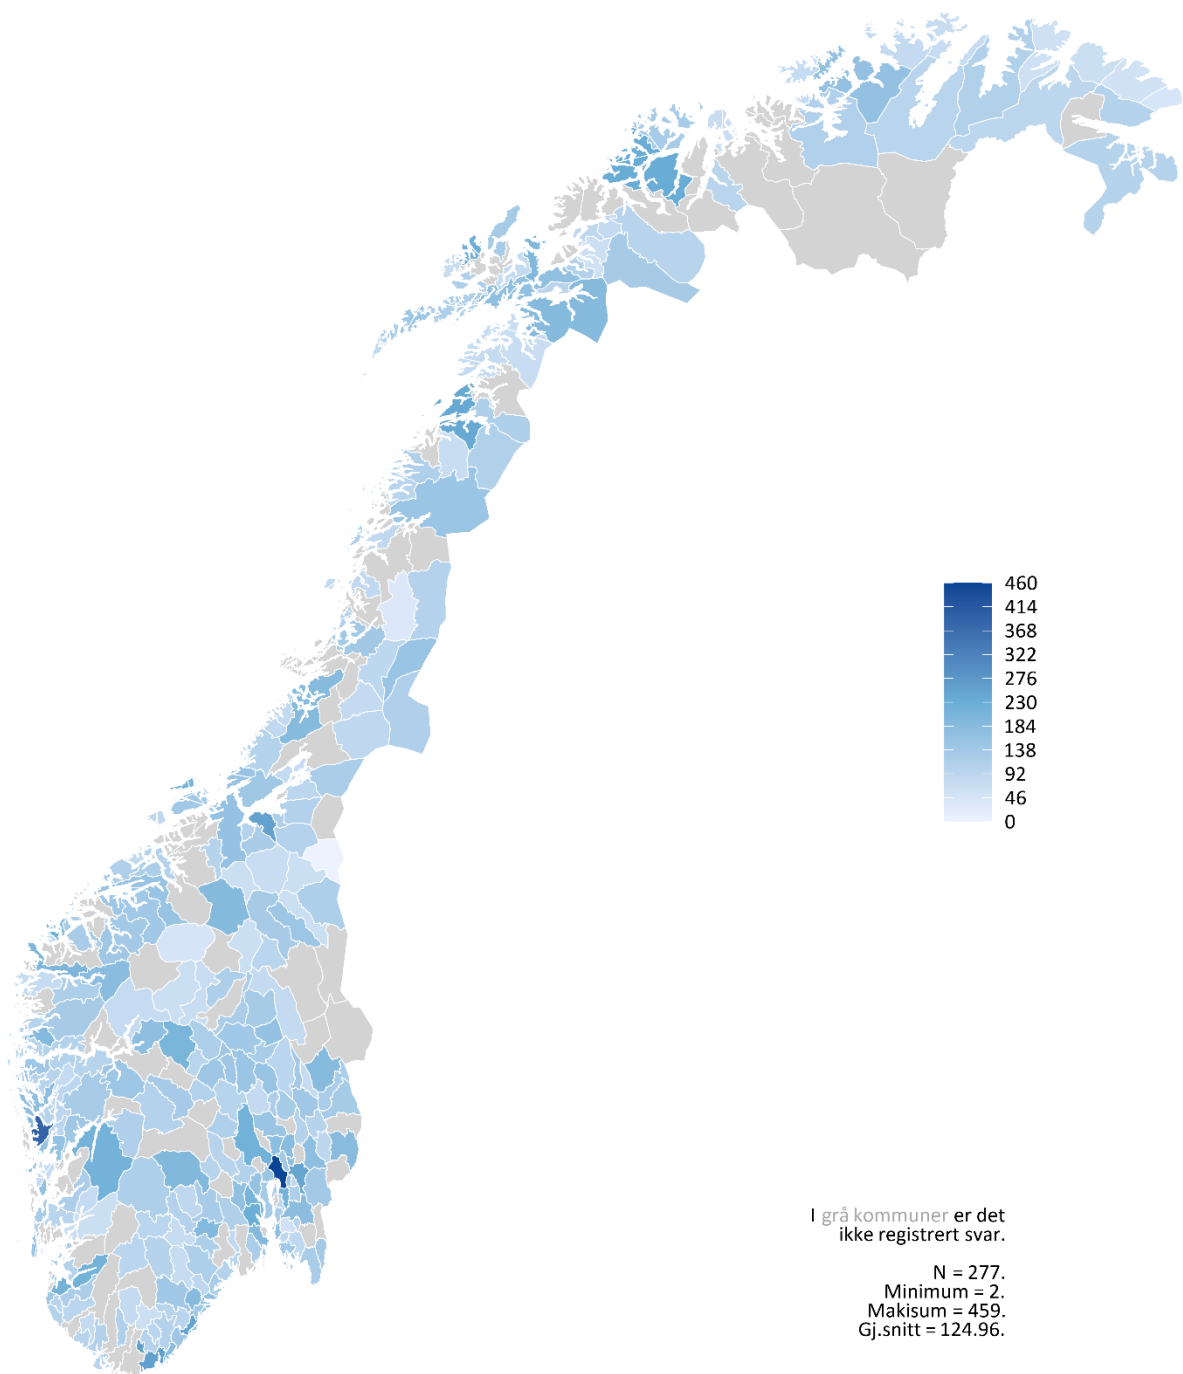 460
414
368
322
276
230
184
138
92
46
0
I grå kommuner er det
ikke registrert svar.
N = 277.
Minimum = 2.
Makisum = 459.
Gj.snitt = 124.96.